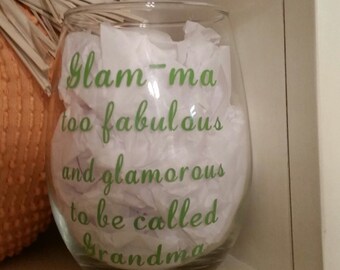 Glam-ma
too fabulous
and glamorous
to be called
Grandma